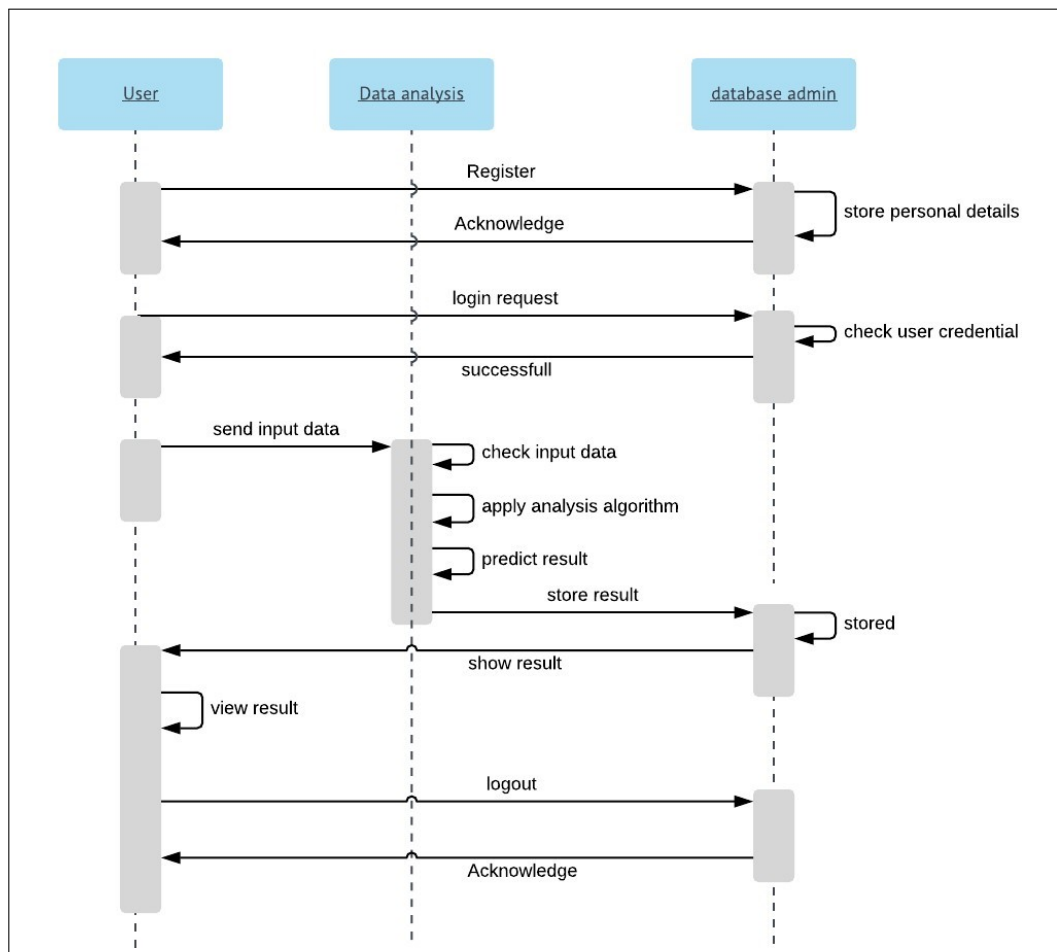 User
Data analysis
database admin
Register
store personal details
Acknowledge
login request
check user credential
successfull
send input data
check input data
apply analysis algorithm
predict result
store result
stored
show result
view result
logout
Acknowledge